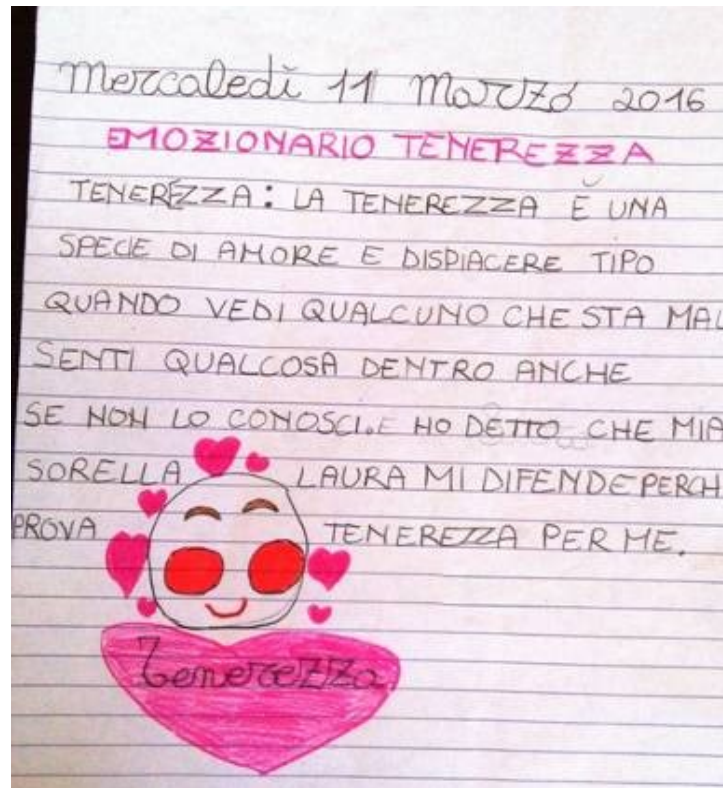 Mercaledì 11 Marzo 2016
EMOZIONARIO TENEREZZA
TENEREZZA: LA TENEREZZA È UNA
SPECIE DI AMORE E DISPIACERE TIPO
QUANDO VEDI QUALCUNO CHE STA MAL
SENTI QUALCOSA DENTRO ANCHE
SE NON LO CONOSCI. E HO DETTO CHE MIA
SORELLA LAURA MI DIFENDE PERCH
PROVA TENEREZZA PER ME.
Tenerezza